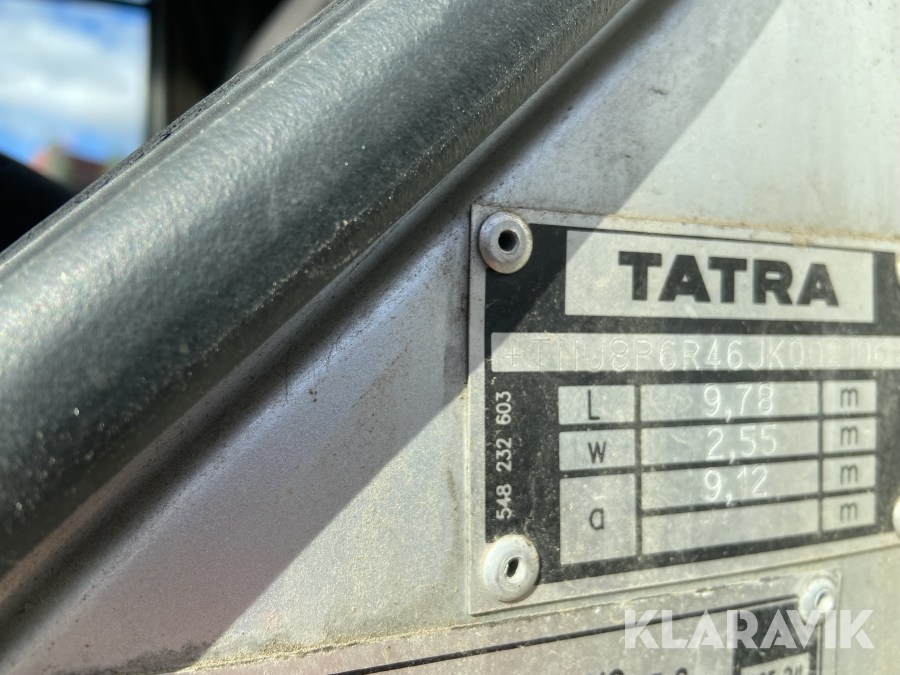 TATRA
L 9,78 m
w 2,55 m
a 9,12 m
m
548 232 603
KLARAVIK